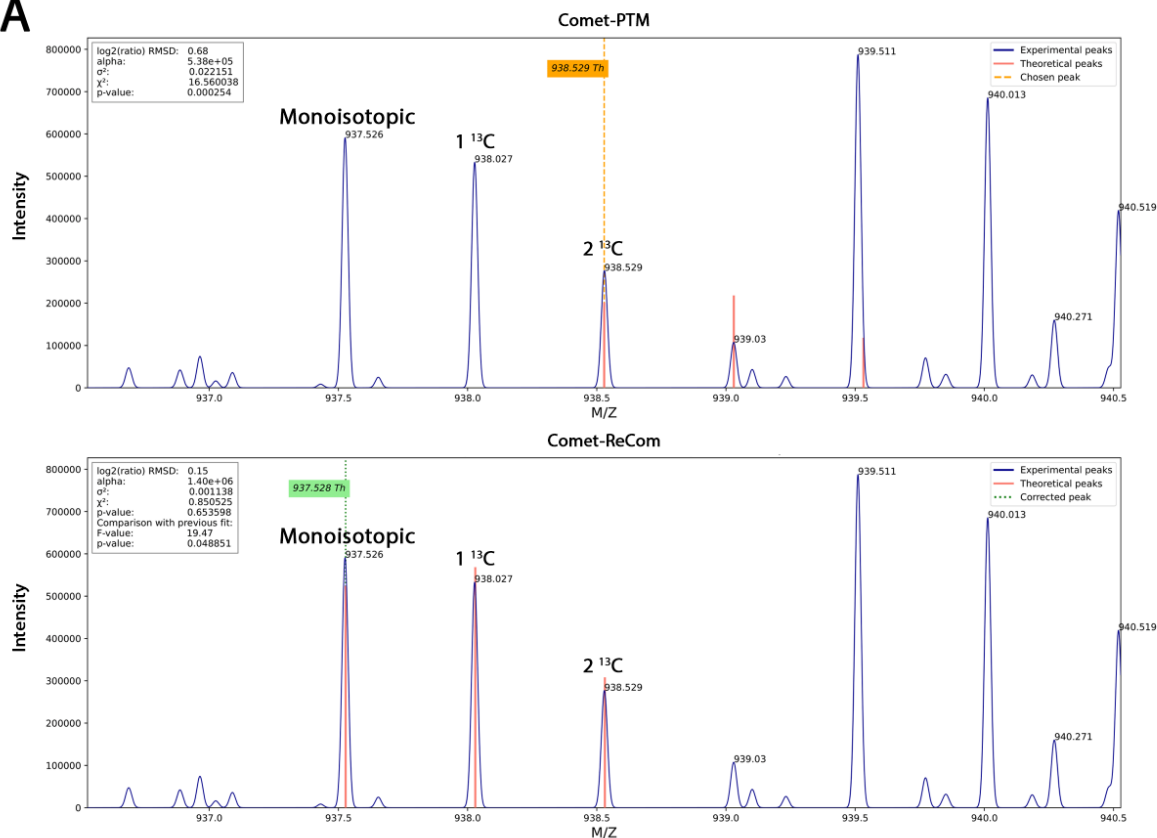 A
Comet-PTM
log2(ratio) RMSD: 0.68
alpha: 5.38e+05
σ²: 0.022151
χ²: 16.560038
p-value: 0.000254
938.529 Th
Experimental peaks
Theoretical peaks
Chosen peak
Monoisotopic
937.526
1 ¹³C
938.027
2 ¹³C
938.529
939.03
939.511
940.013
940.271
940.519
Intensity
800000
700000
600000
500000
400000
300000
200000
100000
0
937.0 937.5 938.0 938.5 939.0 939.5 940.0 940.5
M/Z
Comet-ReCom
log2(ratio) RMSD: 0.15
alpha: 1.40e+06
σ²: 0.001138
χ²: 0.850525
p-value: 0.653598
Comparison with previous fit:
F-value: 19.47
p-value: 0.048851
937.528 Th
Experimental peaks
Theoretical peaks
Corrected peak
Monoisotopic
937.526
1 ¹³C
938.027
2 ¹³C
938.529
939.03
939.511
940.013
940.271
940.519
Intensity
800000
700000
600000
500000
400000
300000
200000
100000
0
937.0 937.5 938.0 938.5 939.0 939.5 940.0 940.5
M/Z